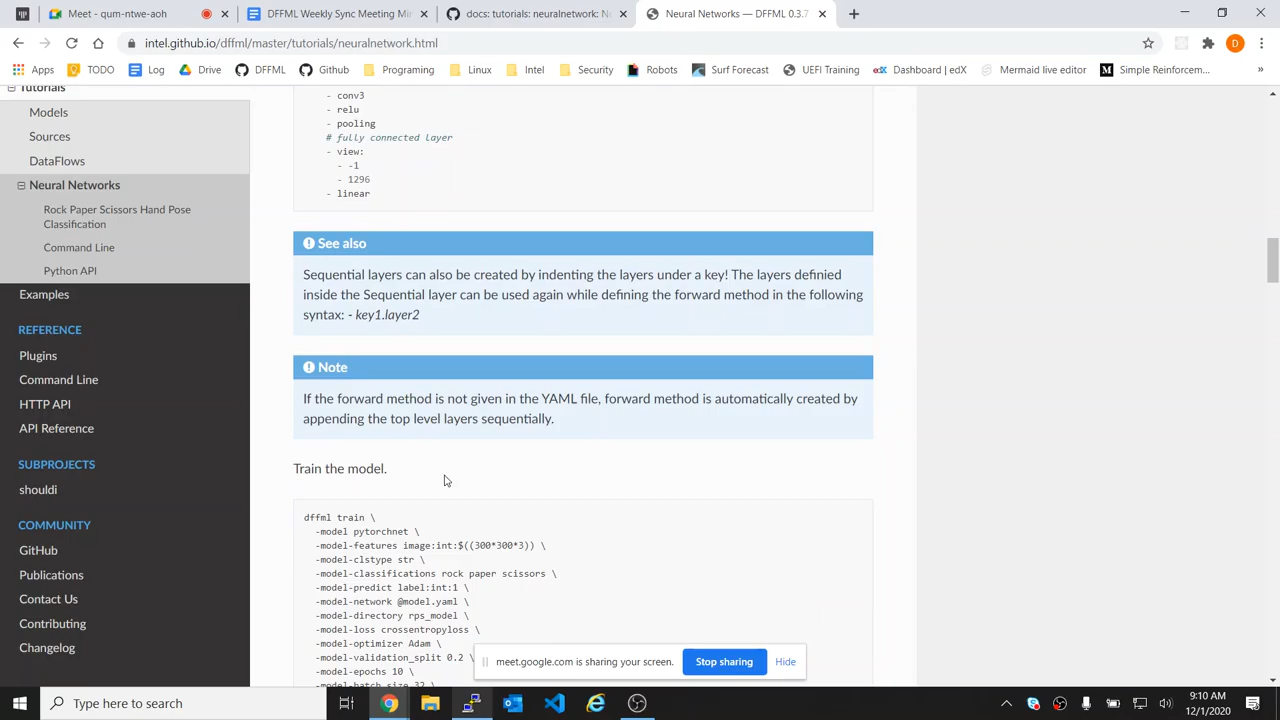 Meet - qum-ntwe-aoh
DFFML Weekly Sync Meeting Mi
docs: tutorials: neuralnetwork: Ne
Neural Networks — DFFML 0.3.7
intel.github.io/dffml/master/tutorials/neuralnetwork.html
D
Apps
TODO
Log
Drive
DFFML
Github
Programing
Linux
Intel
Security
Robots
Surf Forecast
UEFI Training
Dashboard | edX
Mermaid live editor
Simple Reinforcem...
»
Tutorials
Models
Sources
DataFlows
Neural Networks
Rock Paper Scissors Hand Pose
Classification
Command Line
Python API
Examples
REFERENCE
Plugins
Command Line
HTTP API
API Reference
SUBPROJECTS
shouldi
COMMUNITY
GitHub
Publications
Contact Us
Contributing
Changelog
- conv3
- relu
- pooling
# fully connected layer
- view:
- -1
- 1296
- linear
See also
Sequential layers can also be created by indenting the layers under a key! The layers definied
inside the Sequential layer can be used again while defining the forward method in the following
syntax: - key1.layer2
Note
If the forward method is not given in the YAML file, forward method is automatically created by
appending the top level layers sequentially.
Train the model.
dffml train \
-model pytorchnet \
-model-features image:int:$((300*300*3)) \
-model-clstype str \
-model-classifications rock paper scissors \
-model-predict label:int:1 \
-model-network @model.yaml \
-model-directory rps_model \
-model-loss crossentropyloss \
-model-optimizer Adam \
-model-validation_split 0.2 \
-model-epochs 10 \
-model-batch_size 32 \
meet.google.com is sharing your screen.
Stop sharing
Hide
Type here to search
9:10 AM
12/1/2020